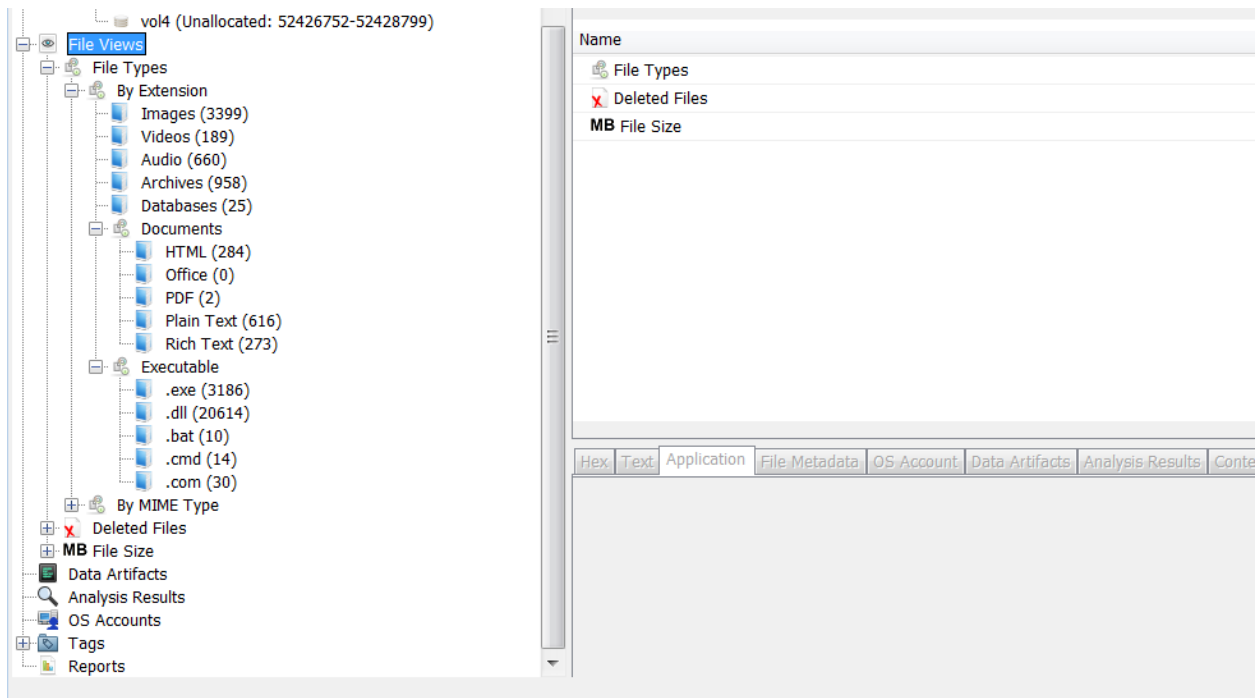 vol4 (Unallocated: 52426752-52428799)
File Views
File Types
By Extension
Images (3399)
Videos (189)
Audio (660)
Archives (958)
Databases (25)
Documents
HTML (284)
Office (0)
PDF (2)
Plain Text (616)
Rich Text (273)
Executable
.exe (3186)
.dll (20614)
.bat (10)
.cmd (14)
.com (30)
By MIME Type
Deleted Files
MB File Size
Data Artifacts
Analysis Results
OS Accounts
Tags
Reports
Name
File Types
Deleted Files
MB File Size
Hex Text Application File Metadata OS Account Data Artifacts Analysis Results Conte